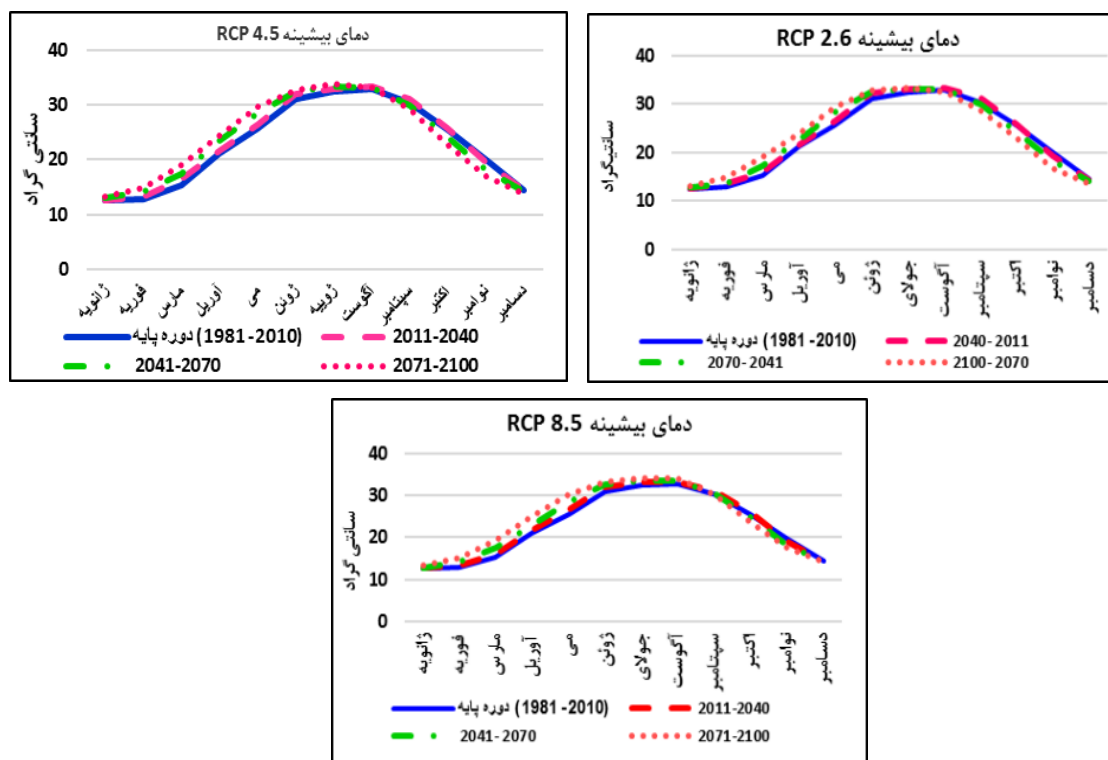 دمای بیشینه RCP 4.5
40
30
20
10
0
سانتی گراد
ژانویه
فوریه
مارس
آوریل
می
ژوئن
ژوییه
آگوست
سپتامبر
اکتبر
نوامبر
دسامبر
دوره پایه (1981-2010)
2011-2040
2041-2070
2071-2100
دمای بیشینه RCP 2.6
40
30
20
10
0
سانتیگراد
ژانویه
فوریه
مارس
آوریل
می
ژوئن
جولای
آگوست
سپتامبر
اکتبر
نوامبر
دسامبر
دوره پایه (1981-2010)
2040-2011
2070-2041
2100-2070
دمای بیشینه RCP 8.5
40
30
20
10
0
سانتی گراد
ژانویه
فوریه
مارس
آوریل
می
ژوئن
جولای
آگوست
سپتامبر
اکتبر
نوامبر
دسامبر
دوره پایه (1981-2010)
2011-2040
2041-2070
2071-2100